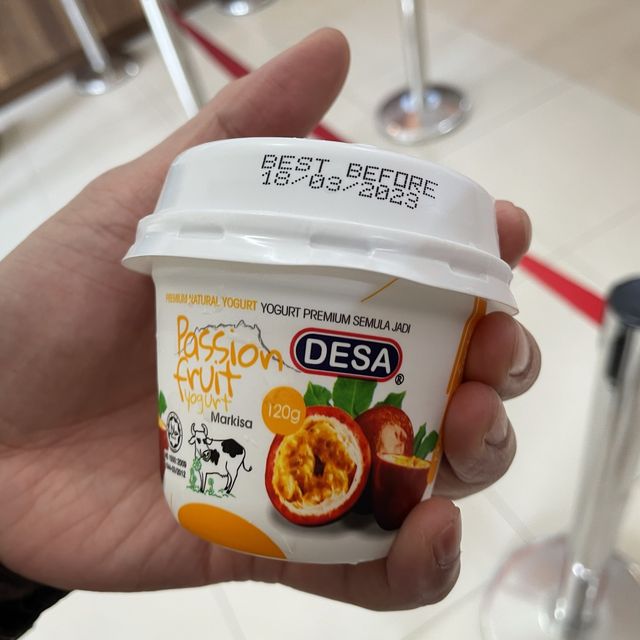 BEST BEFORE
18/03/2023
PREMIUM NATURAL YOGURT YOGURT PREMIUM SEMULA JADI
Passion
fruit
yogurt
Markisa
DESA®
120g